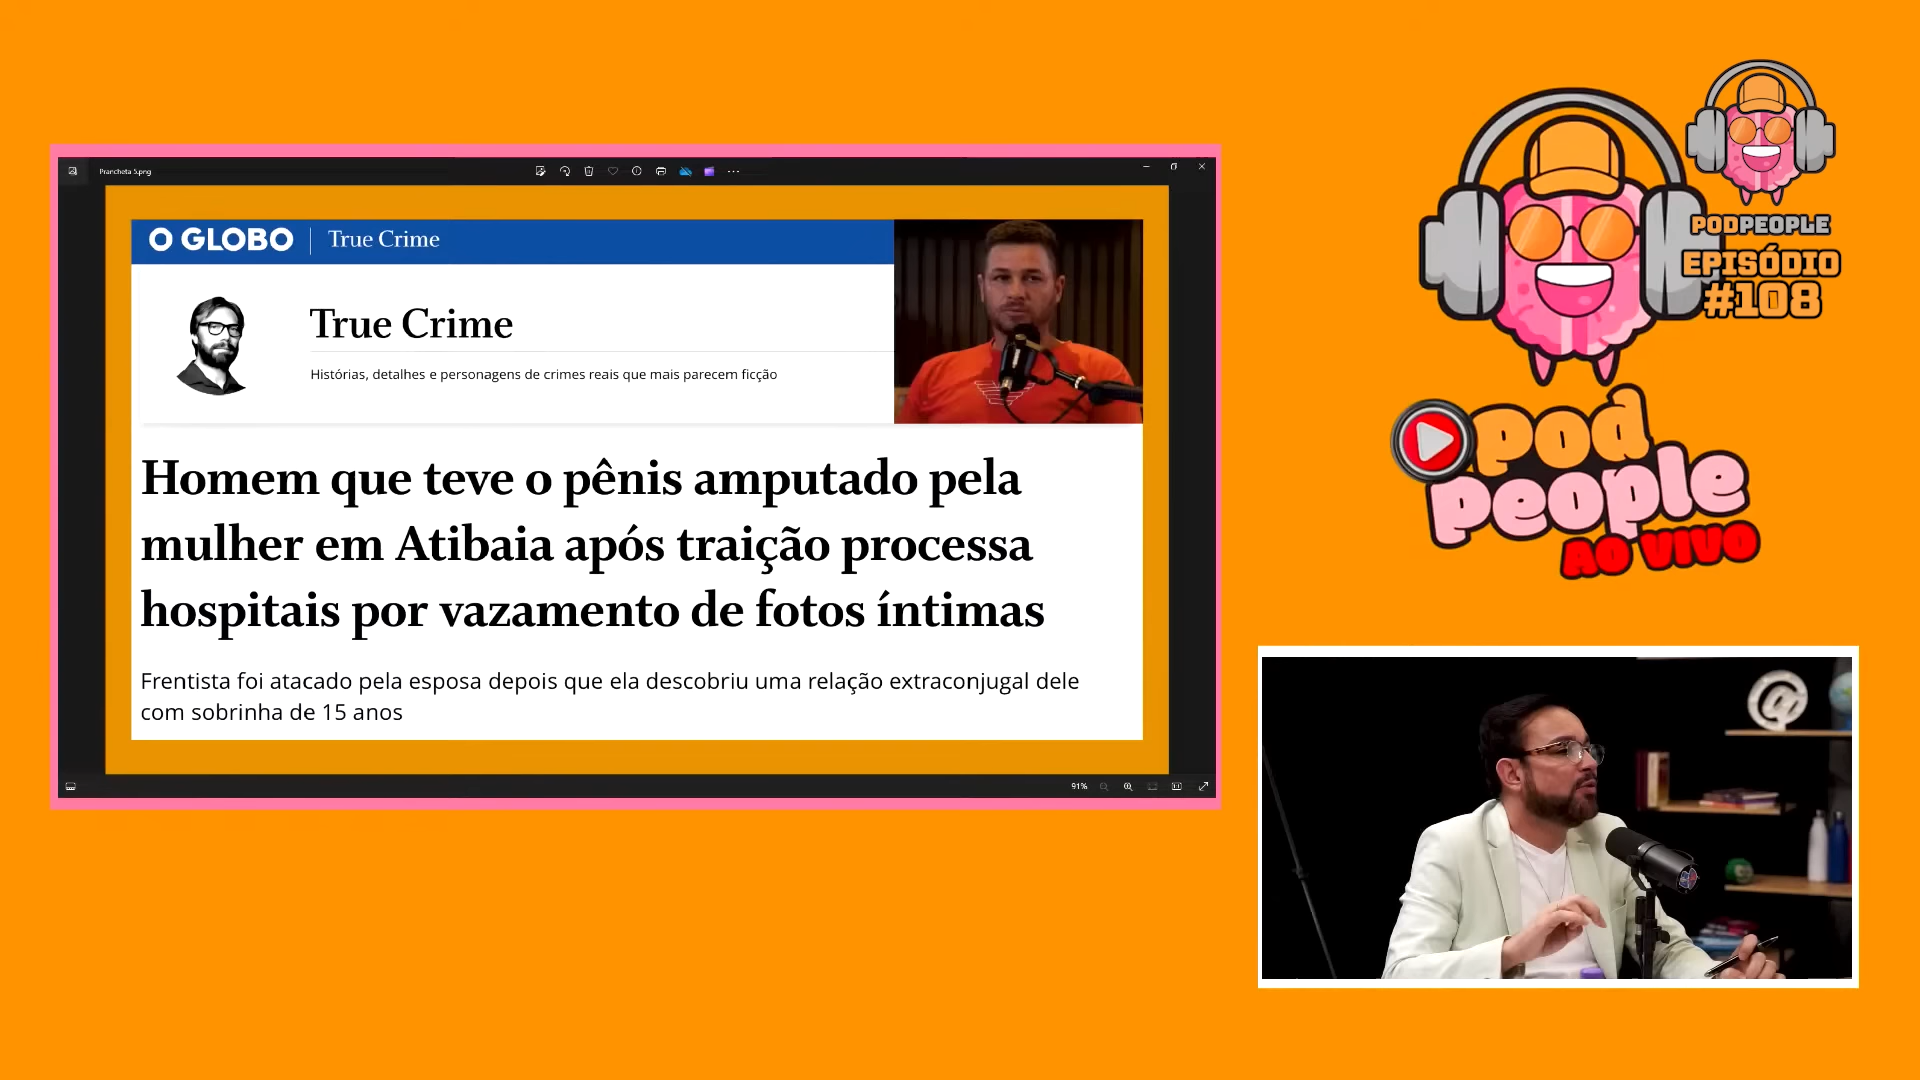 Prancheta 5.png
O GLOBO | True Crime
True Crime
Histórias, detalhes e personagens de crimes reais que mais parecem ficção
Homem que teve o pênis amputado pela
mulher em Atibaia após traição processa
hospitais por vazamento de fotos íntimas
Frentista foi atacado pela esposa depois que ela descobriu uma relação extraconjugal dele
com sobrinha de 15 anos
91%
PODPEOPLE
EPISÓDIO
#108
Pod
people
AO VIVO
@